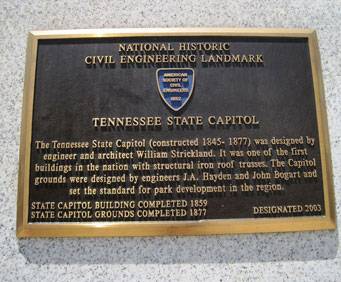 NATIONAL HISTORIC
CIVIL ENGINEERING LANDMARK
AMERICAN
SOCIETY OF
CIVIL
ENGINEERS
1852
TENNESSEE STATE CAPITOL
The Tennessee State Capitol (constructed 1845- 1877) was designed by
engineer and architect William Strickland. It was one of the first
buildings in the nation with structural iron roof trusses. The Capitol
grounds were designed by engineers J.A. Hayden and John Bogart and
set the standard for park development in the region.
STATE CAPITOL BUILDING COMPLETED 1859
STATE CAPITOL GROUNDS COMPLETED 1877 DESIGNATED 2003